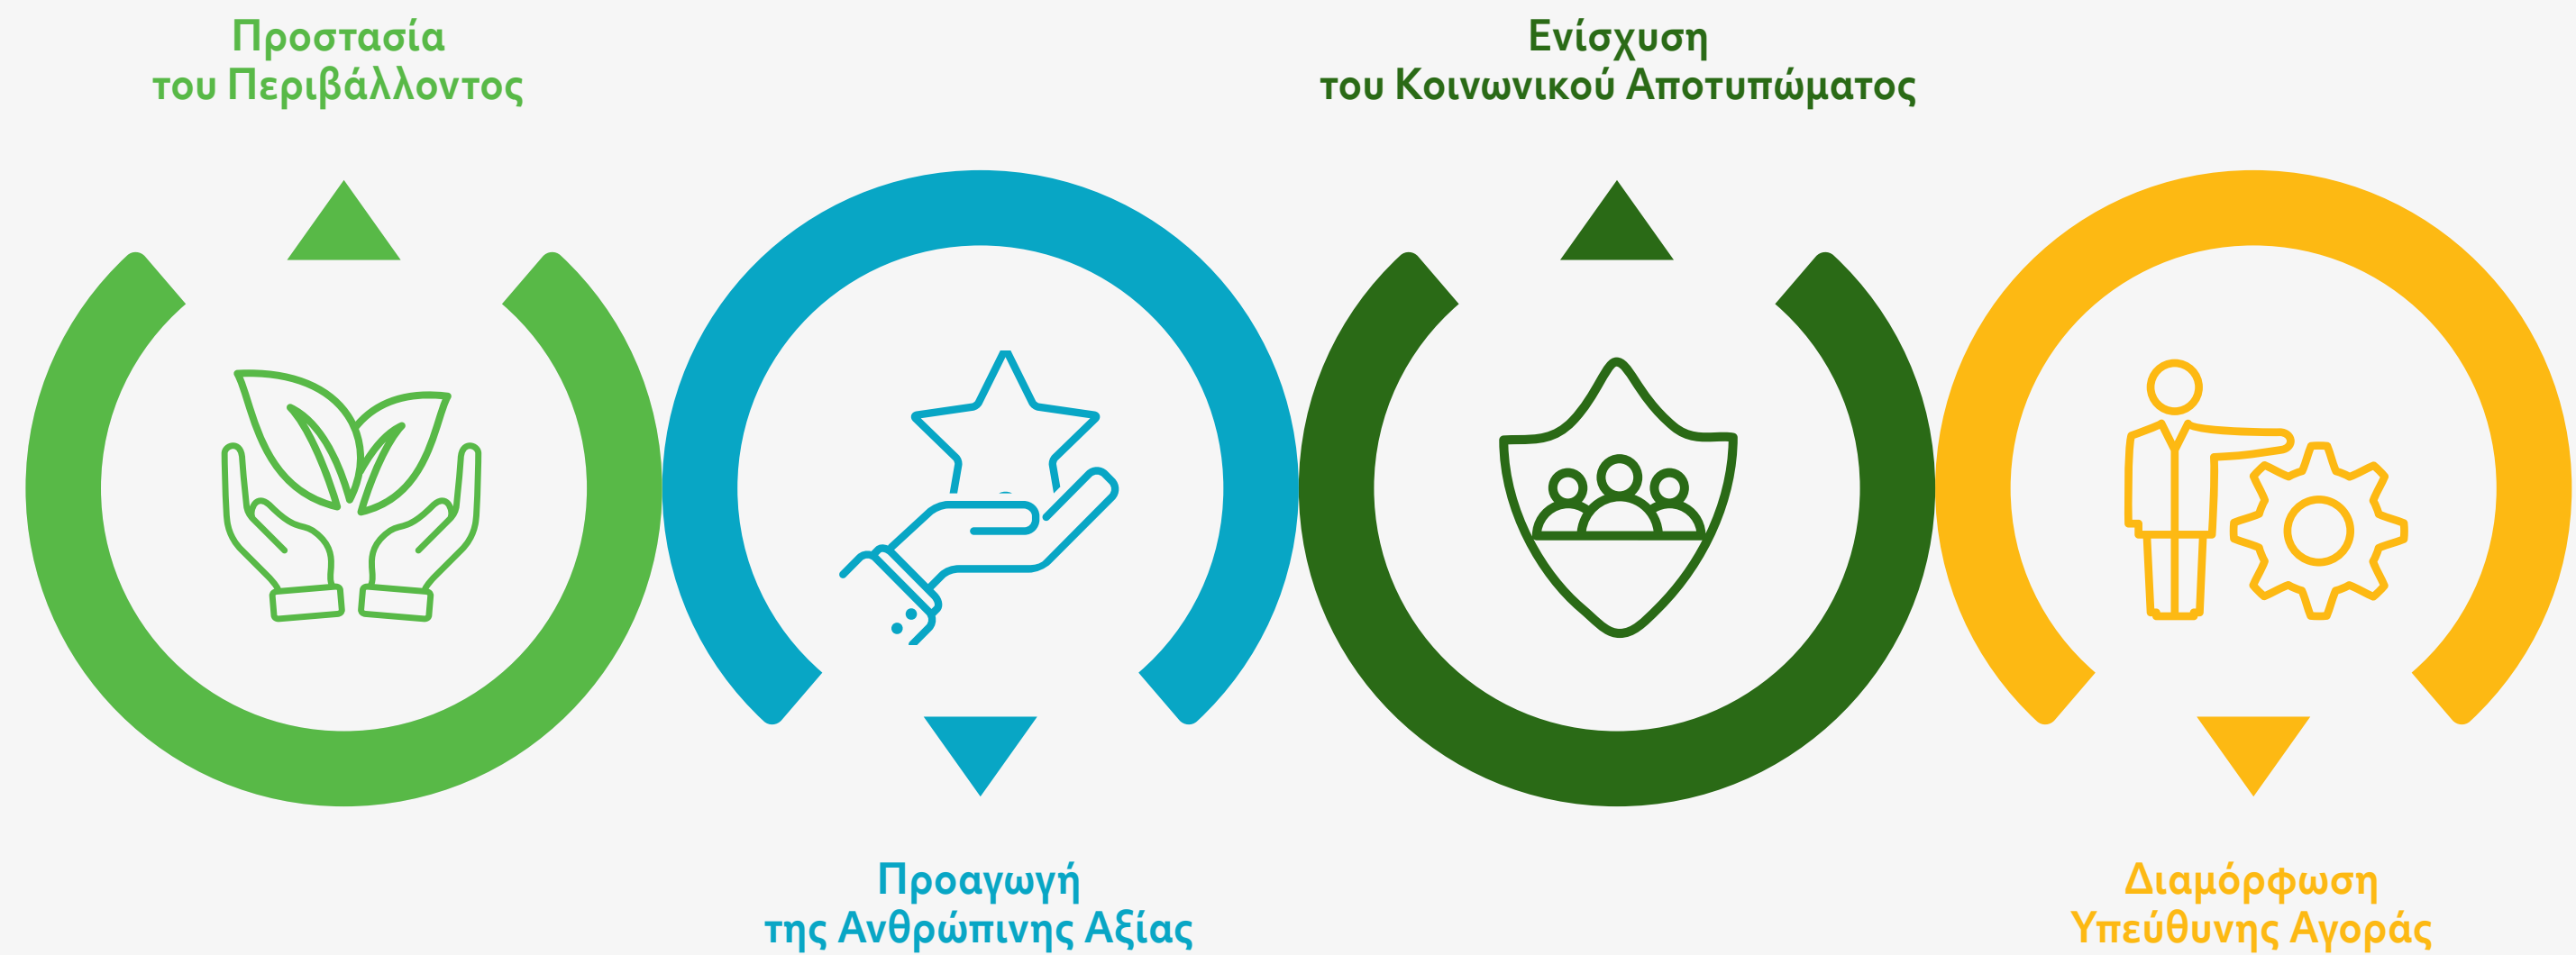 Προστασία
του Περιβάλλοντος
Προαγωγή
της Ανθρώπινης Αξίας
Ενίσχυση
του Κοινωνικού Αποτυπώματος
Διαμόρφωση
Υπεύθυνης Αγοράς